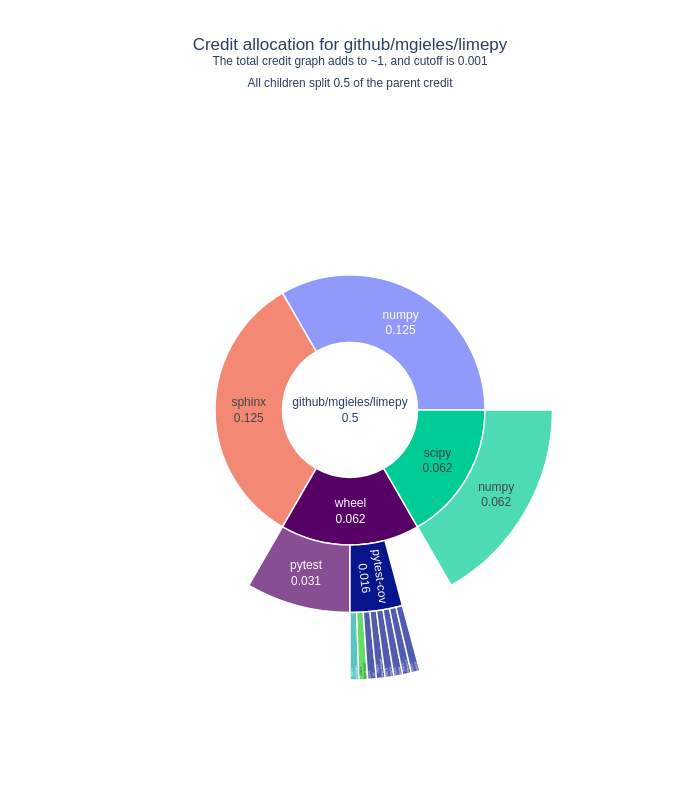 Credit allocation for github/mgieles/limepy
The total credit graph adds to ~1, and cutoff is 0.001
All children split 0.5 of the parent credit
numpy
0.125
sphinx
0.125
github/mgieles/limepy
0.5
scipy
0.062
numpy
0.062
wheel
0.062
pytest
0.031
pytest-cov
0.016